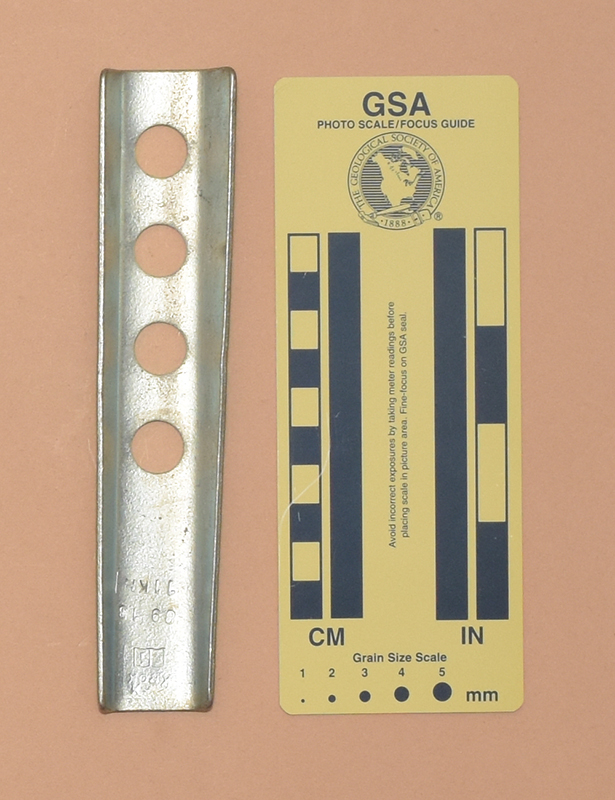 GSA
PHOTO SCALE/FOCUS GUIDE
THE GEOLOGICAL SOCIETY OF AMERICA
·1888·
®
Avoid incorrect exposures by taking meter readings before
placing scale in picture area. Fine-focus on GSA seal.
CM
IN
Grain Size Scale
1 2 3 4 5
mm